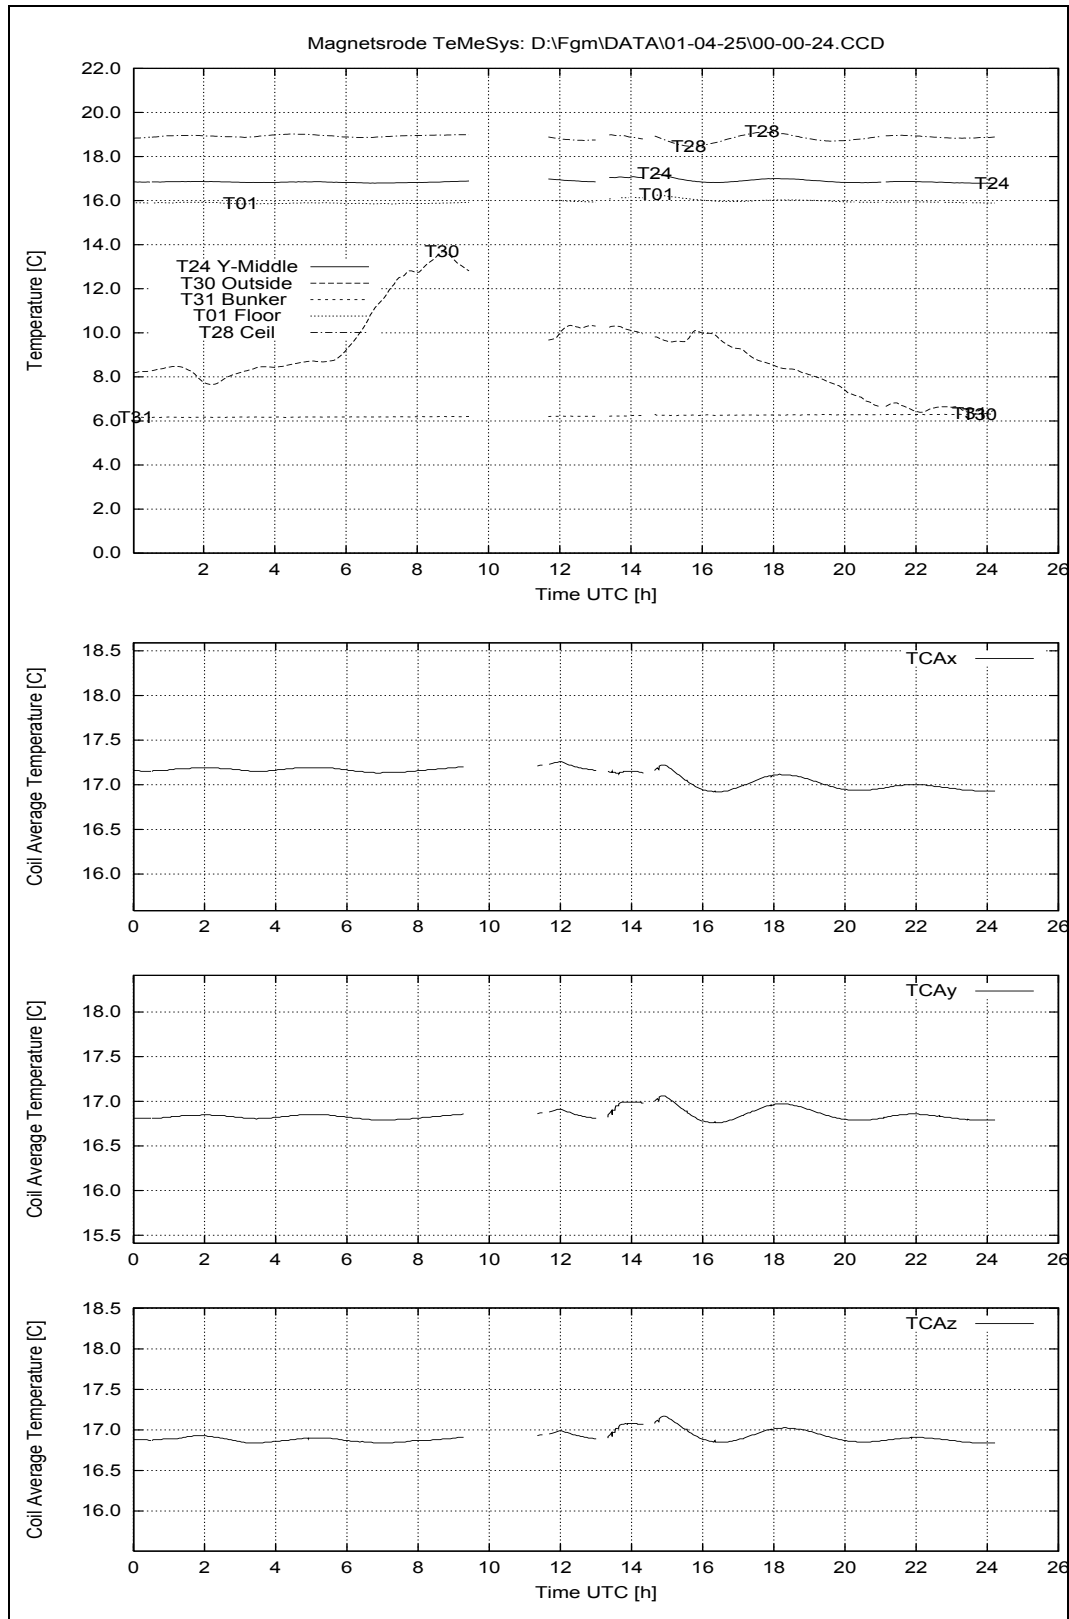 Magnetsrode TeMeSys: D:\Fgm\DATA\01-04-25\00-00-24.CCD
22.0
20.0
18.0
16.0
14.0
12.0
10.0
8.0
6.0
4.0
2.0
0.0
Temperature [C]
T28
T28
T24
T24
T01
T01
T30
T24 Y-Middle
T30 Outside
T31 Bunker
T01 Floor
T28 Ceil
T31
T31
T30
2 4 6 8 10 12 14 16 18 20 22 24 26
Time UTC [h]
18.5
18.0
17.5
17.0
16.5
16.0
Coil Average Temperature [C]
TCAx
0 2 4 6 8 10 12 14 16 18 20 22 24 26
18.0
17.5
17.0
16.5
16.0
15.5
Coil Average Temperature [C]
TCAy
0 2 4 6 8 10 12 14 16 18 20 22 24 26
18.5
18.0
17.5
17.0
16.5
16.0
Coil Average Temperature [C]
TCAz
0 2 4 6 8 10 12 14 16 18 20 22 24 26
Time UTC [h]